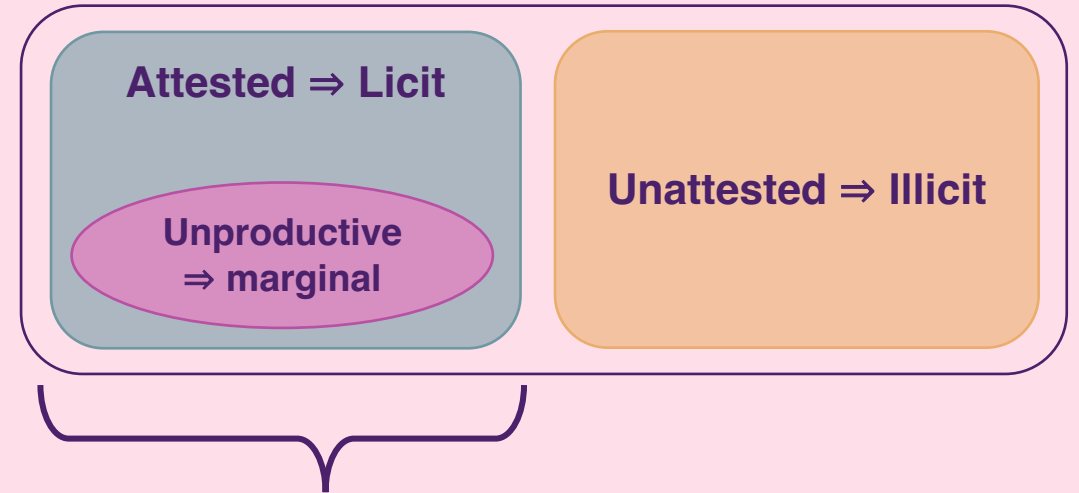 Attested ⇒ Licit
Unproductive
⇒ marginal
Unattested ⇒ Illicit